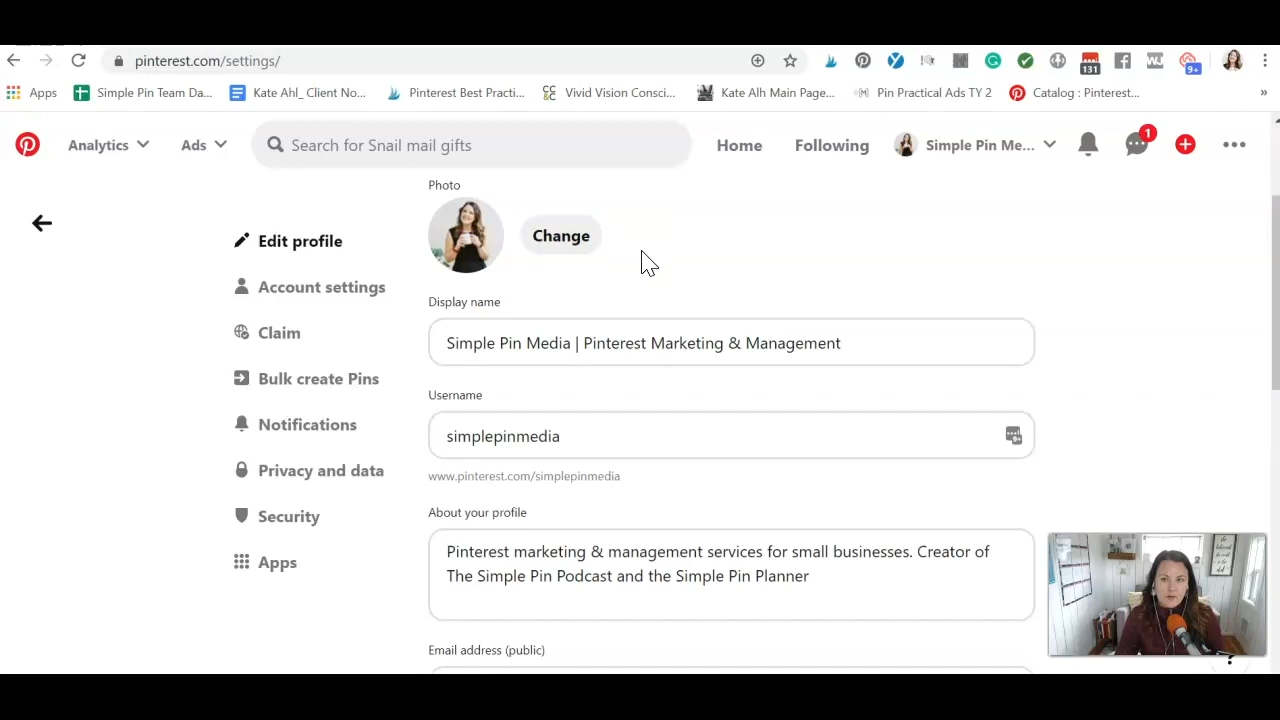 pinterest.com/settings/
131
9+
Apps
Simple Pin Team Da...
Kate Ahl_ Client No...
Pinterest Best Practi...
Vivid Vision Consci...
Kate Alh Main Page...
Pin Practical Ads TY 2
Catalog : Pinterest...
»
Analytics
Ads
Search for Snail mail gifts
Home
Following
Simple Pin Me...
1
Photo
Change
Edit profile
Account settings
Claim
Bulk create Pins
Notifications
Privacy and data
Security
Apps
Display name
Simple Pin Media | Pinterest Marketing & Management
Username
simplepinmedia
www.pinterest.com/simplepinmedia
About your profile
Pinterest marketing & management services for small businesses. Creator of
The Simple Pin Podcast and the Simple Pin Planner
Email address (public)
?